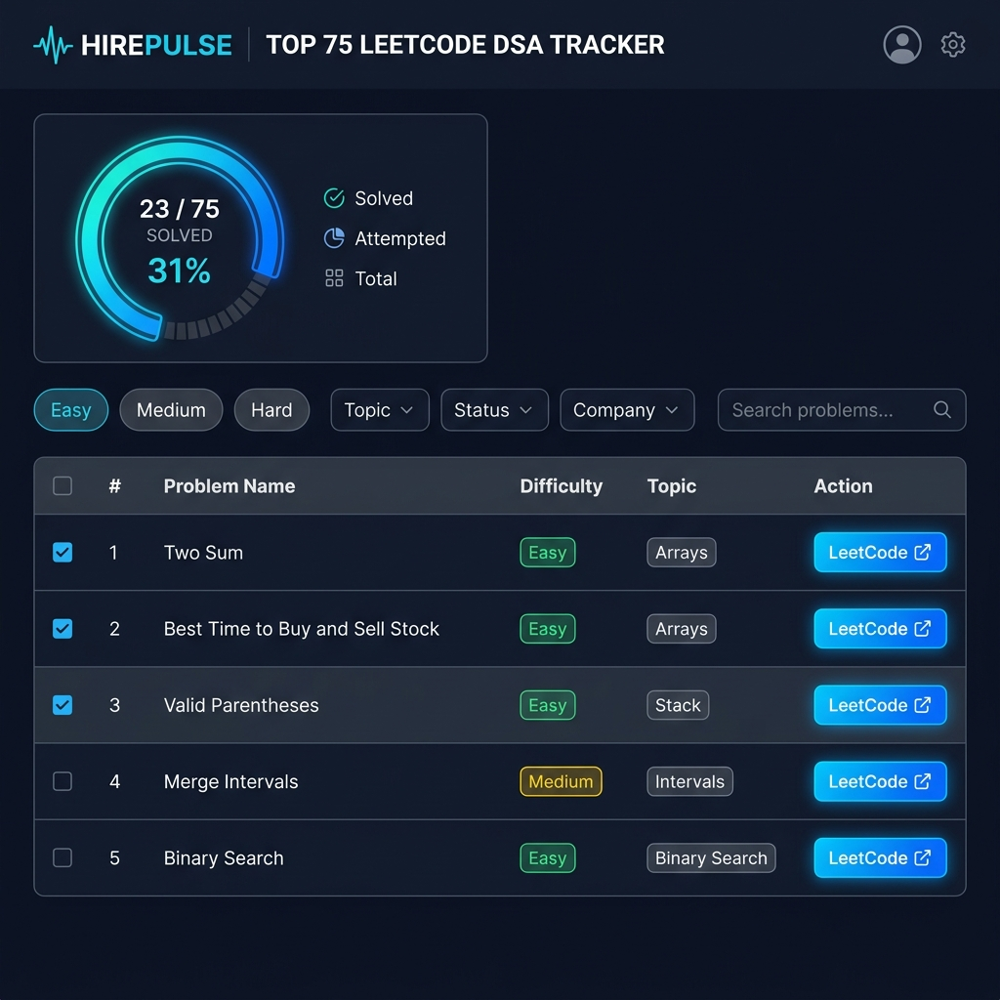 HIREPULSE | TOP 75 LEETCODE DSA TRACKER
23 / 75
SOLVED
31%
Solved
Attempted
Total
Easy Medium Hard Topic Status Company Search problems...
# Problem Name Difficulty Topic Action
1 Two Sum Easy Arrays LeetCode
2 Best Time to Buy and Sell Stock Easy Arrays LeetCode
3 Valid Parentheses Easy Stack LeetCode
4 Merge Intervals Medium Intervals LeetCode
5 Binary Search Easy Binary Search LeetCode